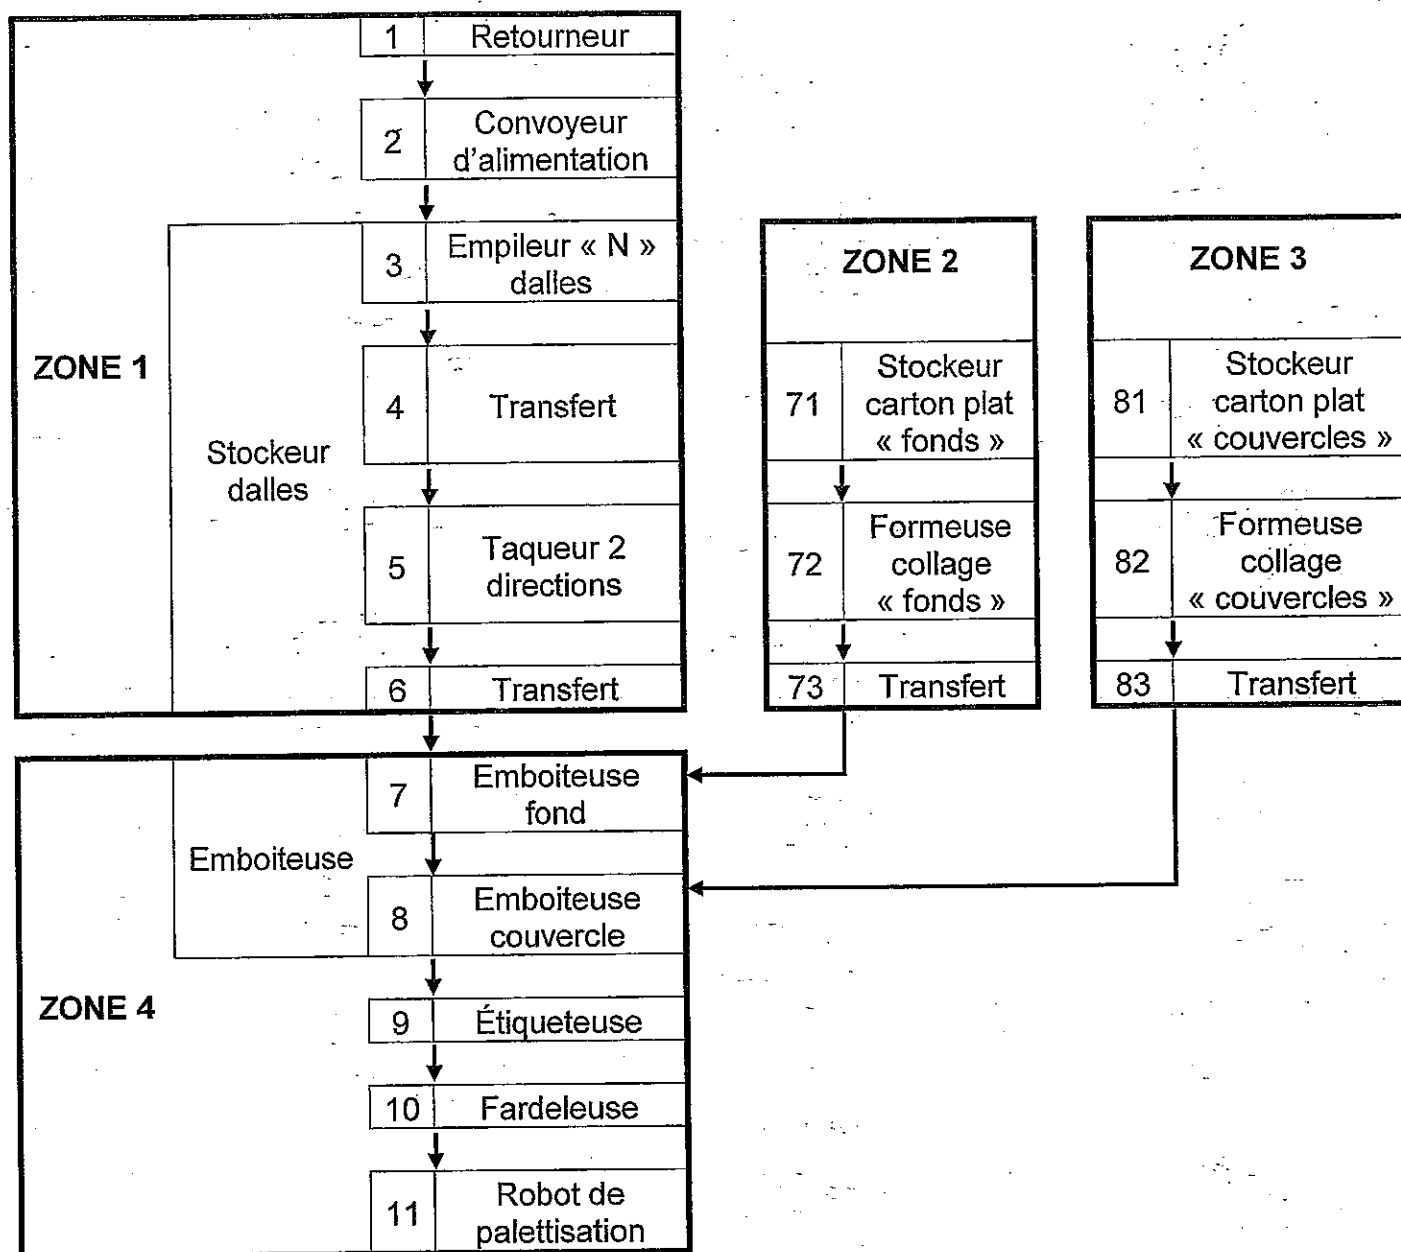 1 Retourneur
2 Convoyeur
d'alimentation
3 Empileur « N »
dalles
ZONE 1
4 Transfert
Stockeur
dalles
5 Taqueur 2
directions
6 Transfert
ZONE 2
71 Stockeur
carton plat
« fonds »
72 Formeuse
collage
« fonds »
73 Transfert
ZONE 3
81 Stockeur
carton plat
« couvercles »
82 Formeuse
collage
« couvercles »
83 Transfert
7 Emboiteuse
fond
Emboiteuse
8 Emboiteuse
couvercle
ZONE 4
9 Étiqueteuse
10 Fardeleuse
11 Robot de
palettisation